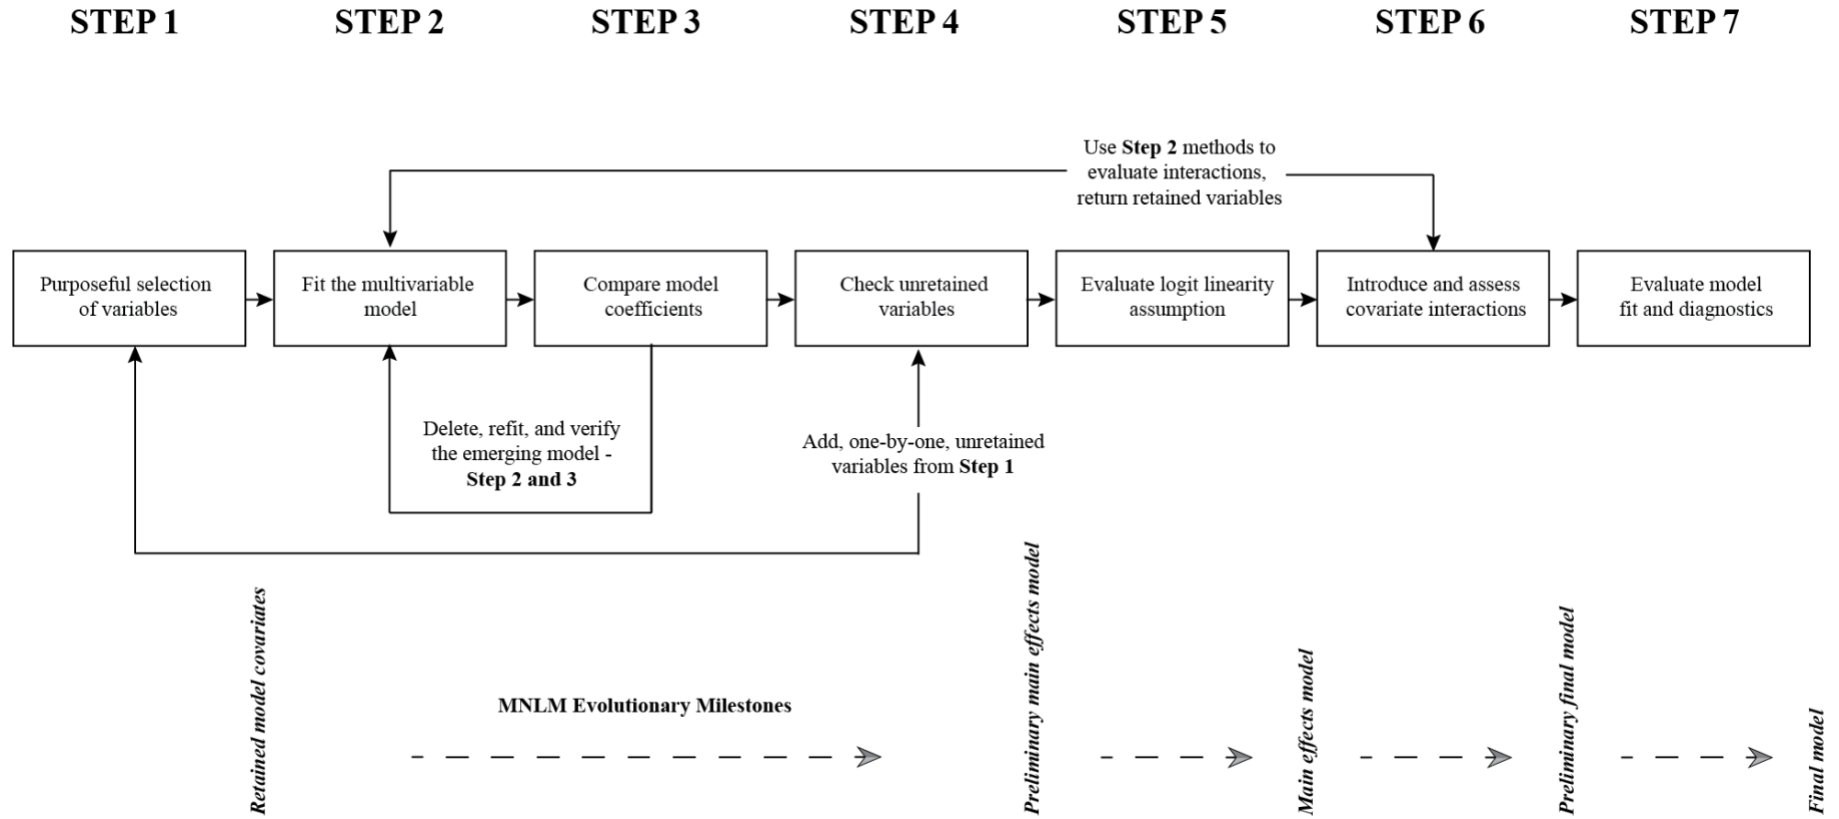 STEP 1 STEP 2 STEP 3 STEP 4 STEP 5 STEP 6 STEP 7
Use Step 2 methods to
evaluate interactions,
return retained variables
Purposeful selection
of variables
Fit the multivariable
model
Compare model
coefficients
Check unretained
variables
Evaluate logit linearity
assumption
Introduce and assess
covariate interactions
Evaluate model
fit and diagnostics
Delete, refit, and verify
the emerging model -
Step 2 and 3
Add, one-by-one, unretained
variables from Step 1
Retained model covariates
MNLM Evolutionary Milestones
Preliminary main effects model
Main effects model
Preliminary final model
Final model